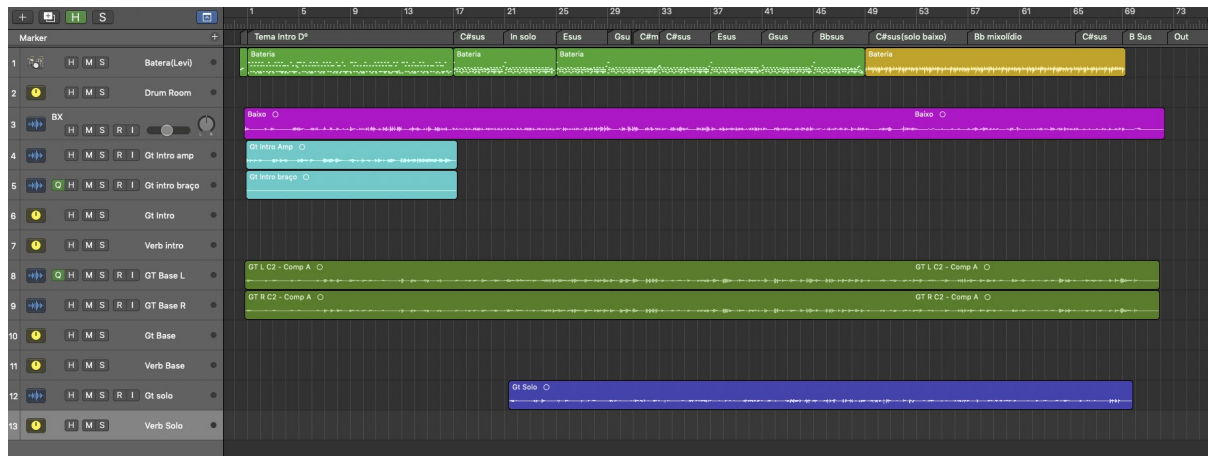 + H S
1 5 9 13 17 21 25 29 33 37 41 45 49 53 57 61 65 69 73
Marker +
Tema Intro Dº C#sus In solo Esus Gsu C#m C#sus Esus Gsus Bbsus C#sus(solo baixo) Bb mixolídio C#sus B Sus Out
1 H M S Batera(Levi)
Bateria Bateria Bateria Bateria
2 H M S Drum Room
3 BX
H M S R I
L R
Baixo Baixo
4 H M S R I Gt Intro amp
Gt Intro Amp
5 Q H M S R I Gt intro braço
Gt Intro braço
6 H M S Gt Intro
7 H M S Verb intro
8 Q H M S R I GT Base L
GT L C2 - Comp A GT L C2 - Comp A
9 H M S R I GT Base R
GT R C2 - Comp A GT R C2 - Comp A
10 H M S Gt Base
11 H M S Verb Base
12 H M S R I Gt solo
Gt Solo
13 H M S Verb Solo